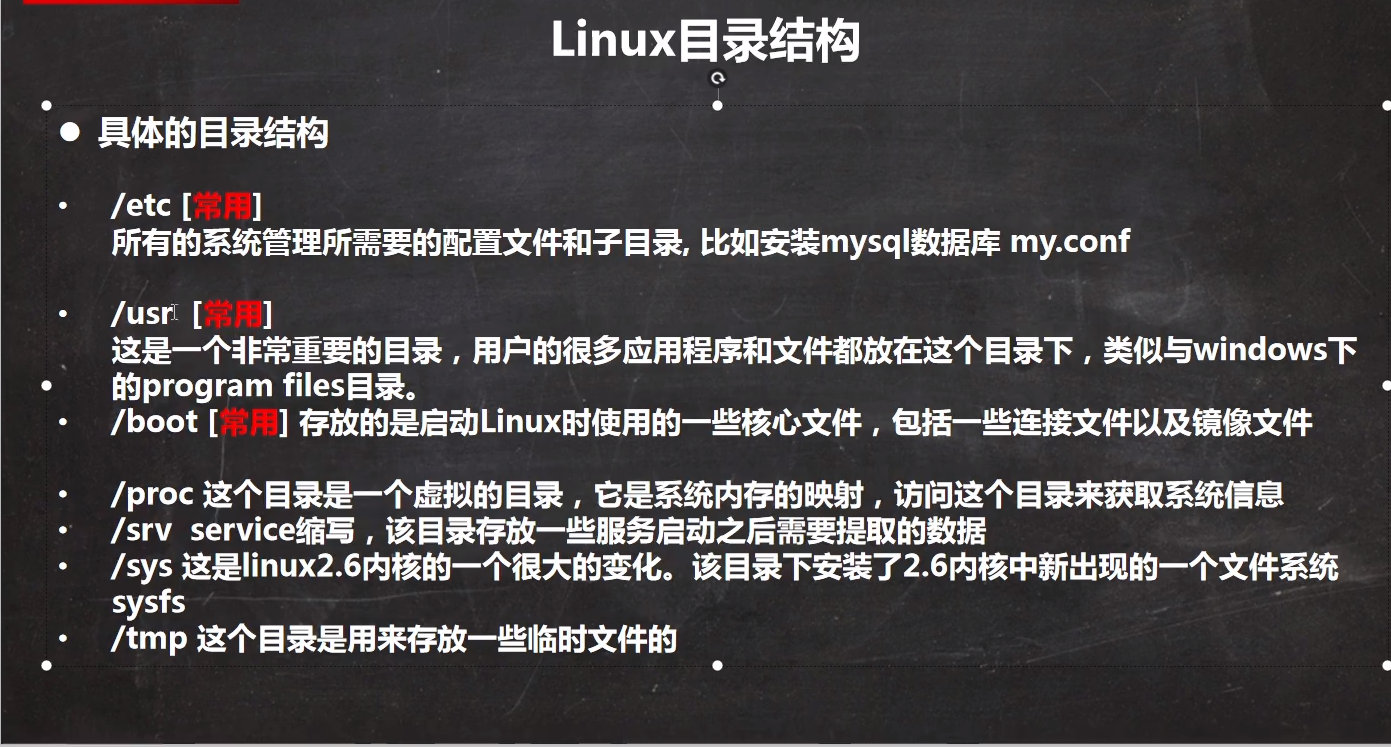 Linux目录结构
● 具体的目录结构
• /etc [常用]
所有的系统管理所需要的配置文件和子目录, 比如安装mysql数据库 my.conf
• /usr [常用]
这是一个非常重要的目录，用户的很多应用程序和文件都放在这个目录下，类似与windows下
的program files目录。
• /boot [常用] 存放的是启动Linux时使用的一些核心文件，包括一些连接文件以及镜像文件
• /proc 这个目录是一个虚拟的目录，它是系统内存的映射，访问这个目录来获取系统信息
• /srv service缩写，该目录存放一些服务启动之后需要提取的数据
• /sys 这是linux2.6内核的一个很大的变化。该目录下安装了2.6内核中新出现的一个文件系统
sysfs
• /tmp 这个目录是用来存放一些临时文件的